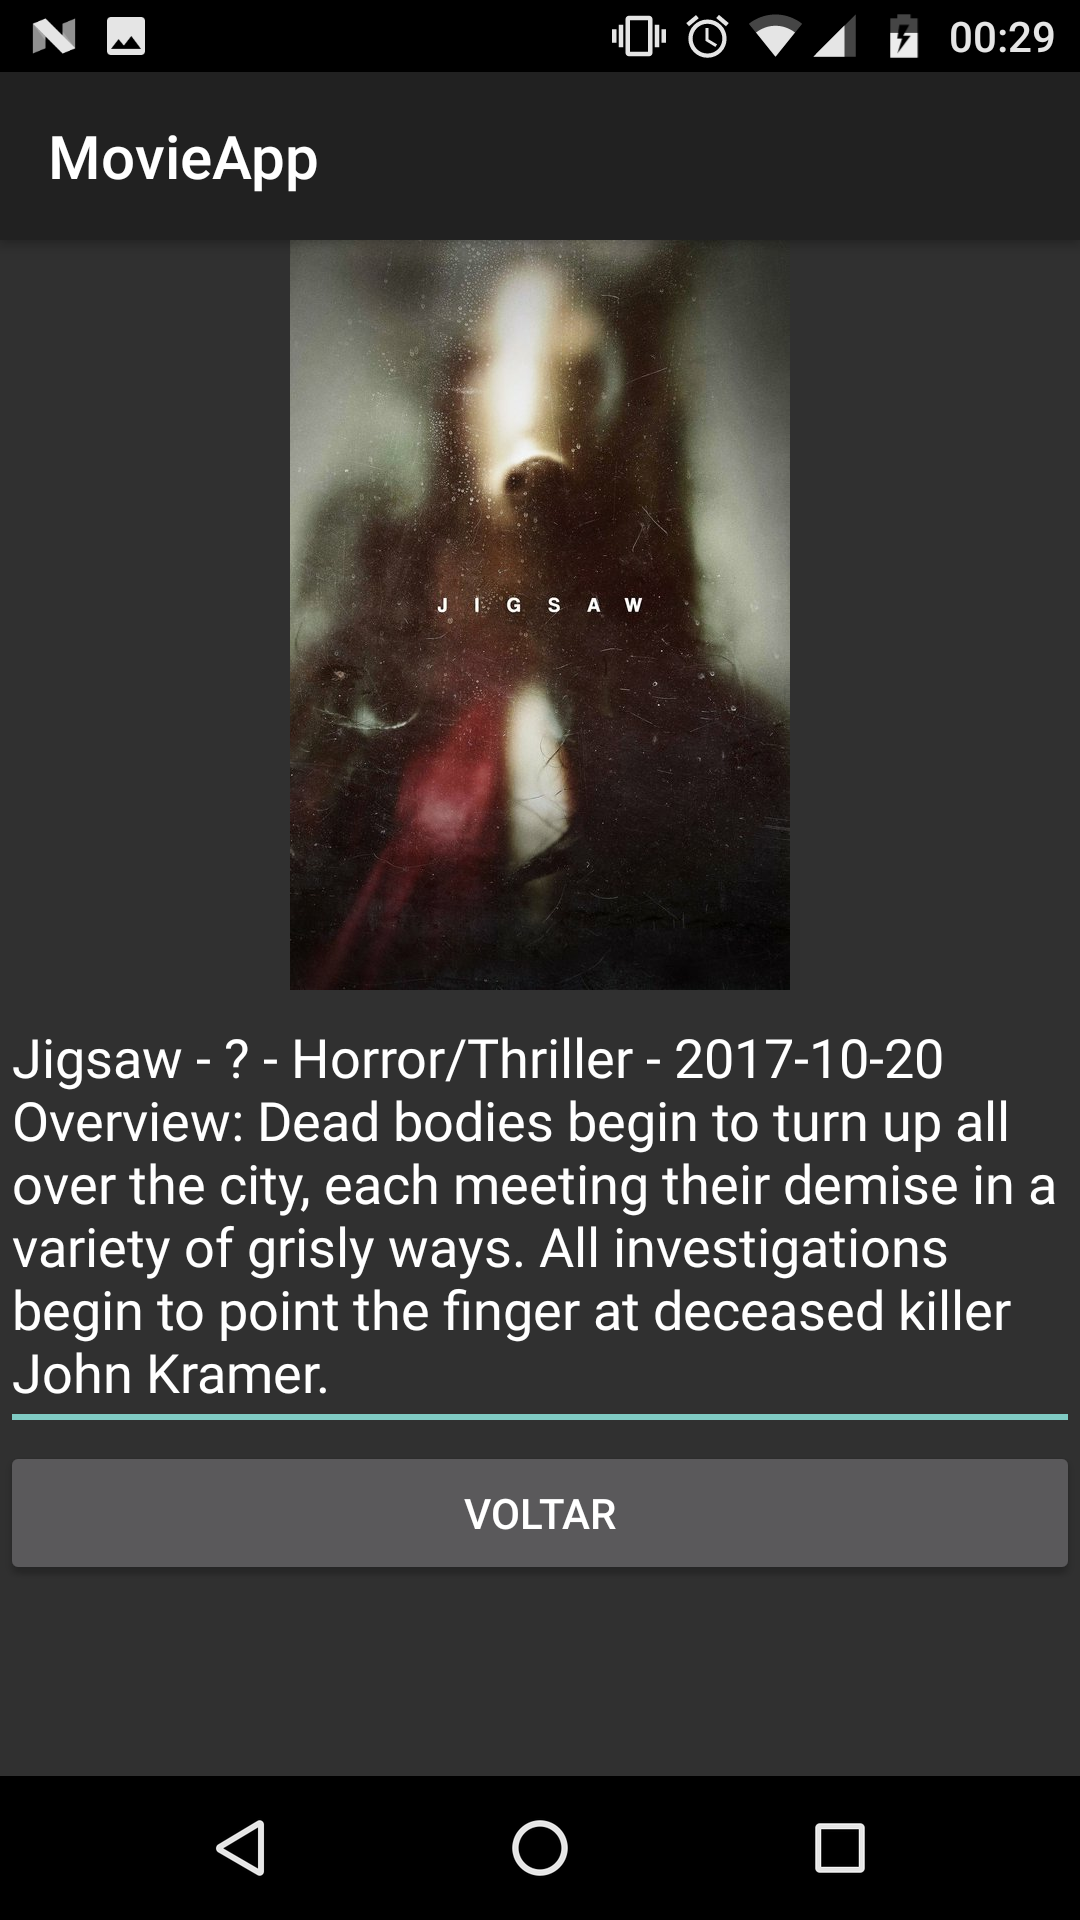 00:29
MovieApp
J I G S A W
Jigsaw - ? - Horror/Thriller - 2017-10-20
Overview: Dead bodies begin to turn up all
over the city, each meeting their demise in a
variety of grisly ways. All investigations
begin to point the finger at deceased killer
John Kramer.
VOLTAR